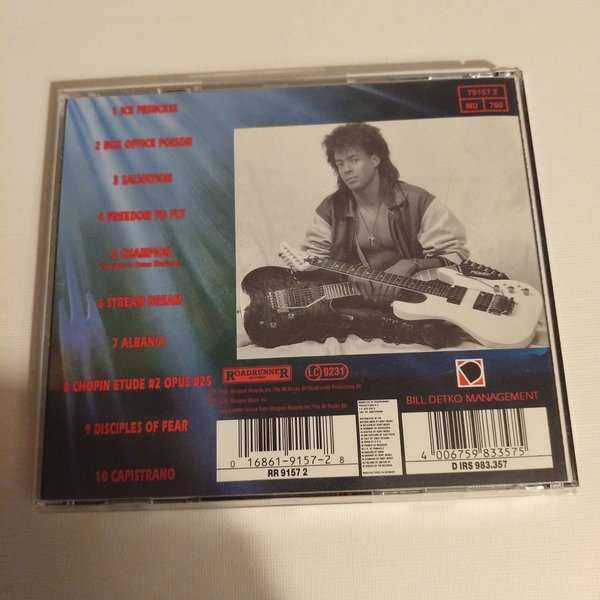 79157 2
MU 760
1 ICE PRINCESS
2 BOX OFFICE POISON
3 SALVATION
4 FREEDOM TO FLY
5 CHAMPION
6 STREAM DREAM
7 ALBANIA
8 CHOPIN ETUDE #2 OPUS #25
9 DISCIPLES OF FEAR
10 CAPISTRANO
ROADRUNNER
RECORDS
LC 9231
BILL DETKO MANAGEMENT
0 16861-9157-2 8
RR 9157 2
4 006759 833575
D IRS 983.357